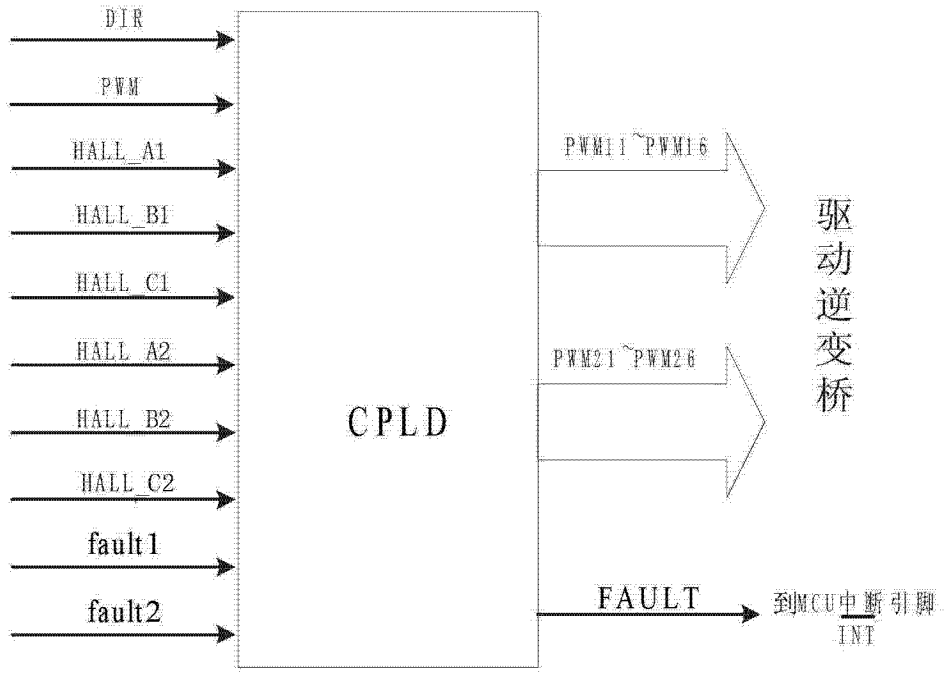 DIR
PWM
HALL_A1
HALL_B1
HALL_C1
HALL_A2
HALL_B2
HALL_C2
fault1
fault2
CPLD
PWM11~PWM16
PWM21~PWM26
驱动逆变桥
FAULT
到MCU中断引脚
INT